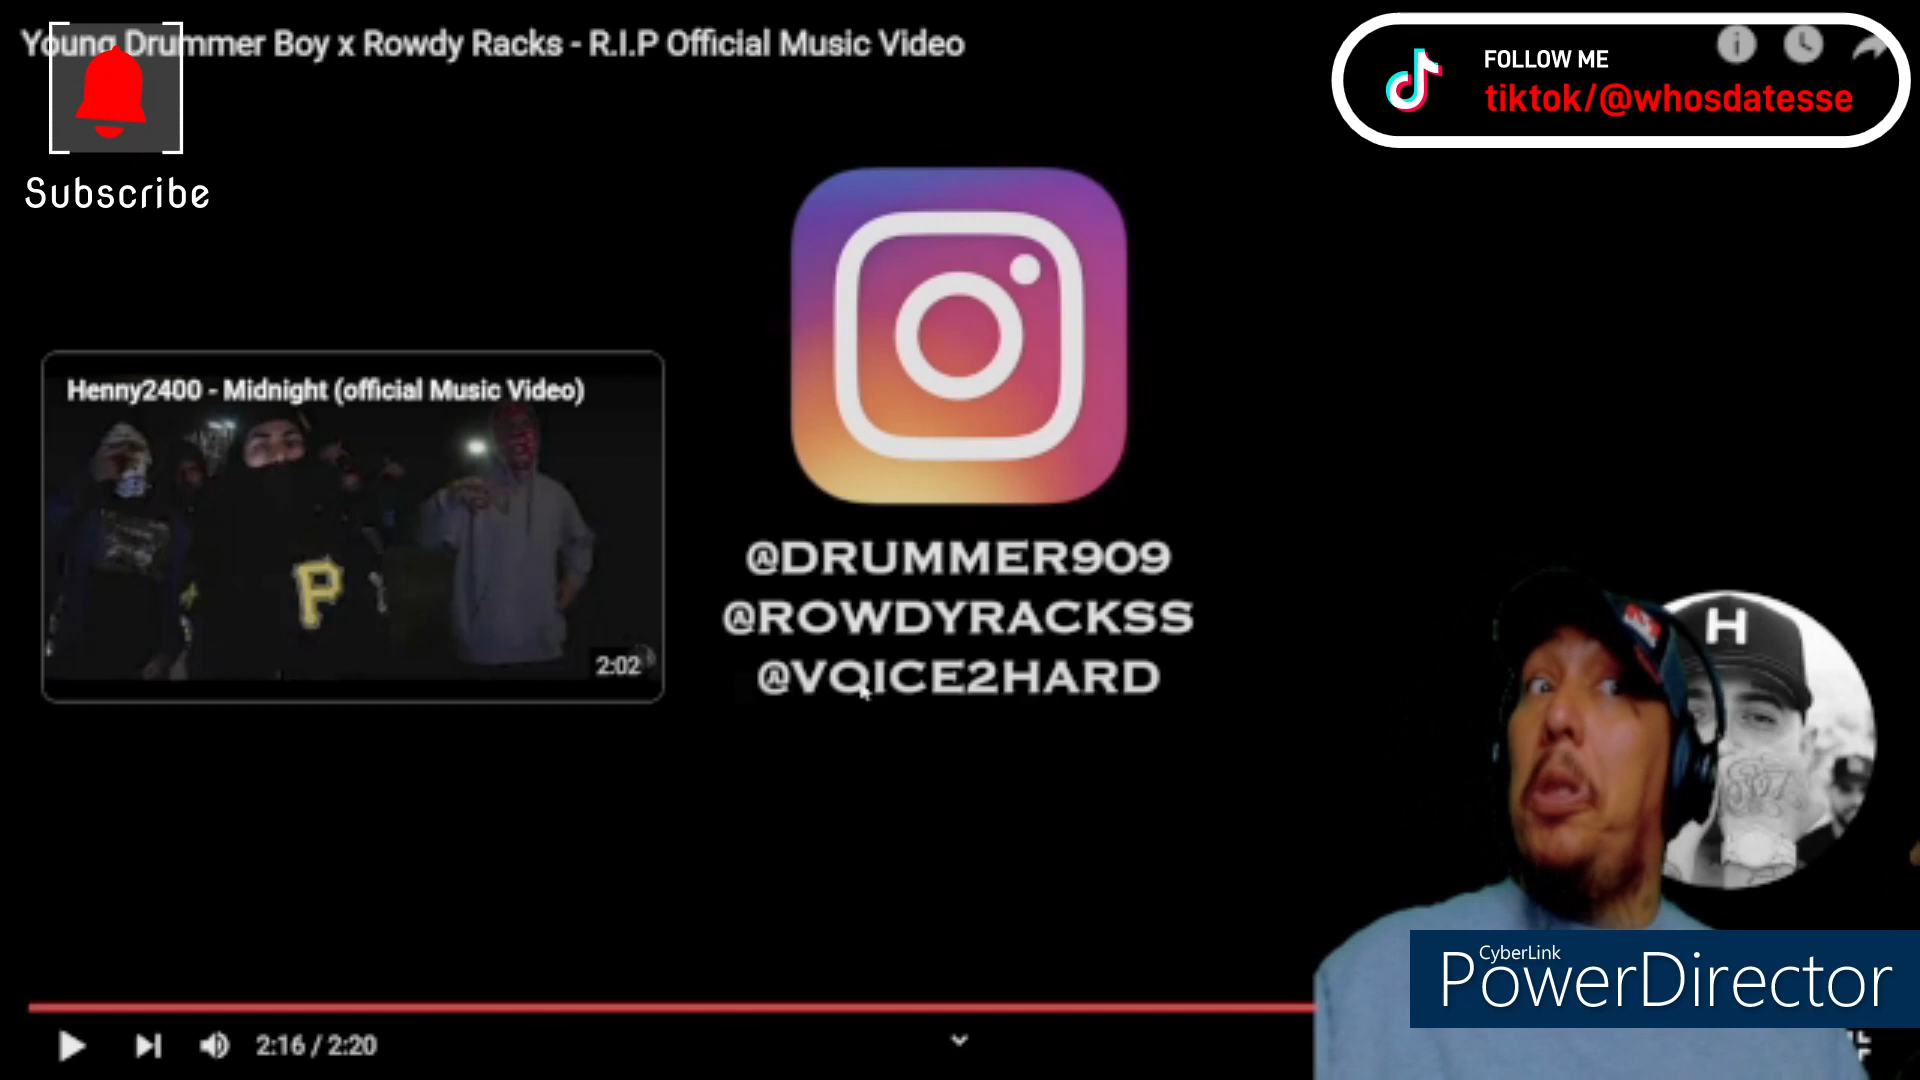 Young Drummer Boy x Rowdy Racks - R.I.P Official Music Video
Subscribe
FOLLOW ME
tiktok/@whosdatesse
Henny2400 - Midnight (official Music Video)
P
2:02
@DRUMMER909
@ROWDYRACKSS
@VOICE2HARD
H
CyberLink
PowerDirector
2:16 / 2:20